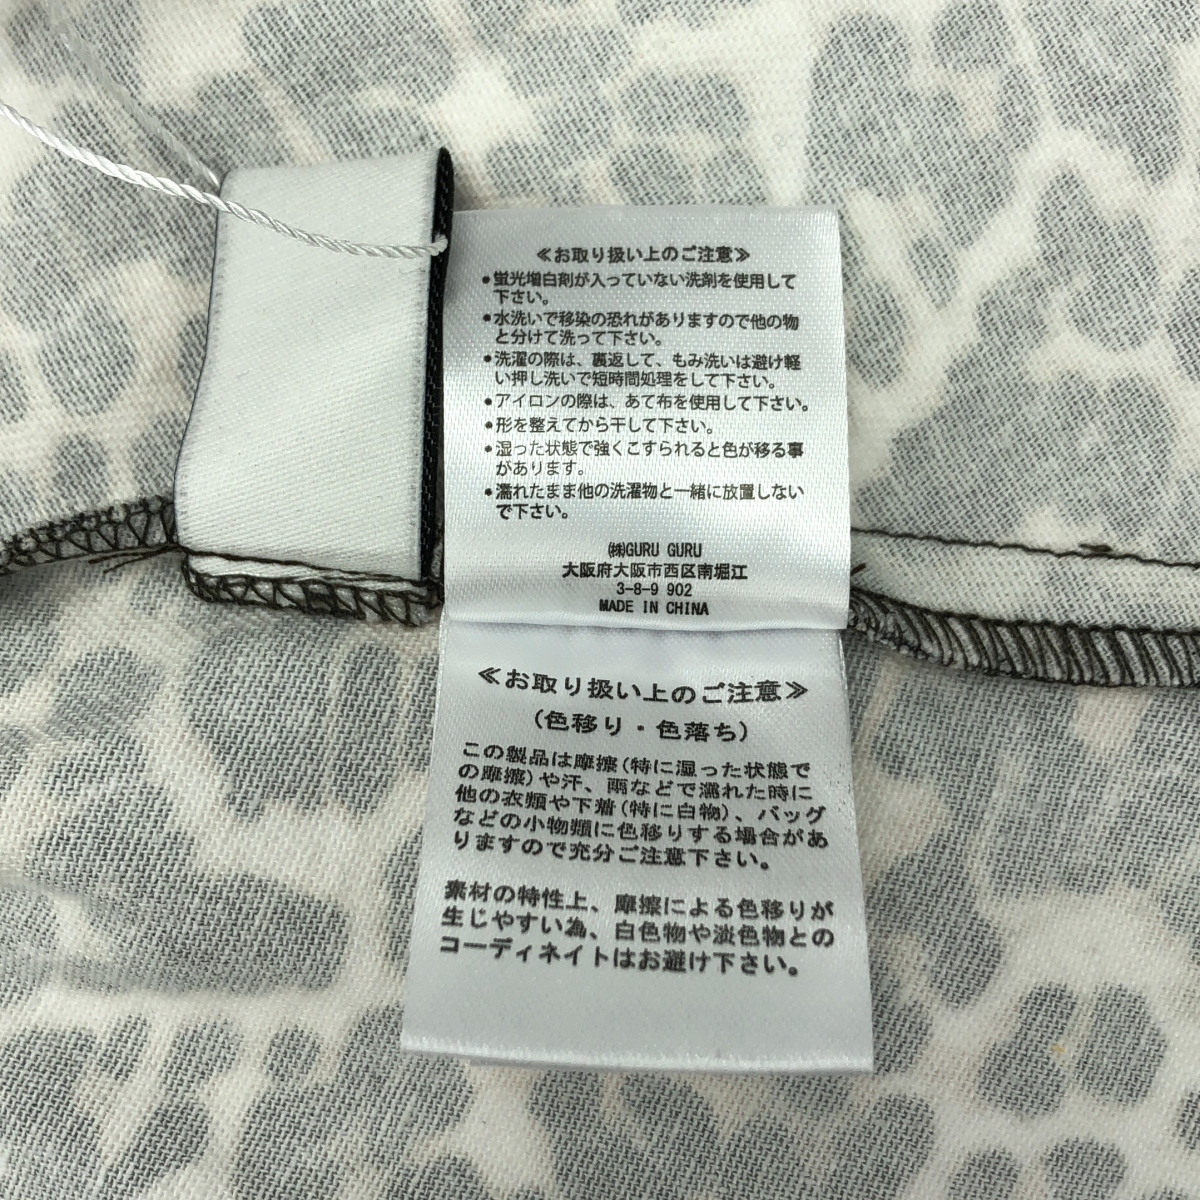 ≪お取り扱い上のご注意≫
●蛍光増白剤が入っていない洗剤を使用して
下さい。
●水洗いで移染の恐れがありますので他の物
と分けて洗って下さい。
●洗濯の際は、裏返して、もみ洗いは避け軽
い押し洗いで短時間処理をして下さい。
●アイロンの際は、あて布を使用して下さい。
●形を整えてから干して下さい。
●湿った状態で強くこすられると色が移る事
があります。
●濡れたまま他の洗濯物と一緒に放置しない
で下さい。
㈱GURU GURU
大阪府大阪市西区南堀江
3-8-9 902
MADE IN CHINA
≪お取り扱い上のご注意≫
(色移り・色落ち)
この製品は摩擦(特に湿った状態で
の摩擦)や汗、雨などで濡れた時に
他の衣類や下着(特に白物)、バッグ
などの小物類に色移りする場合があ
りますので充分ご注意下さい。
素材の特性上、摩擦による色移りが
生じやすい為、白色物や淡色物との
コーディネイトはお避け下さい。